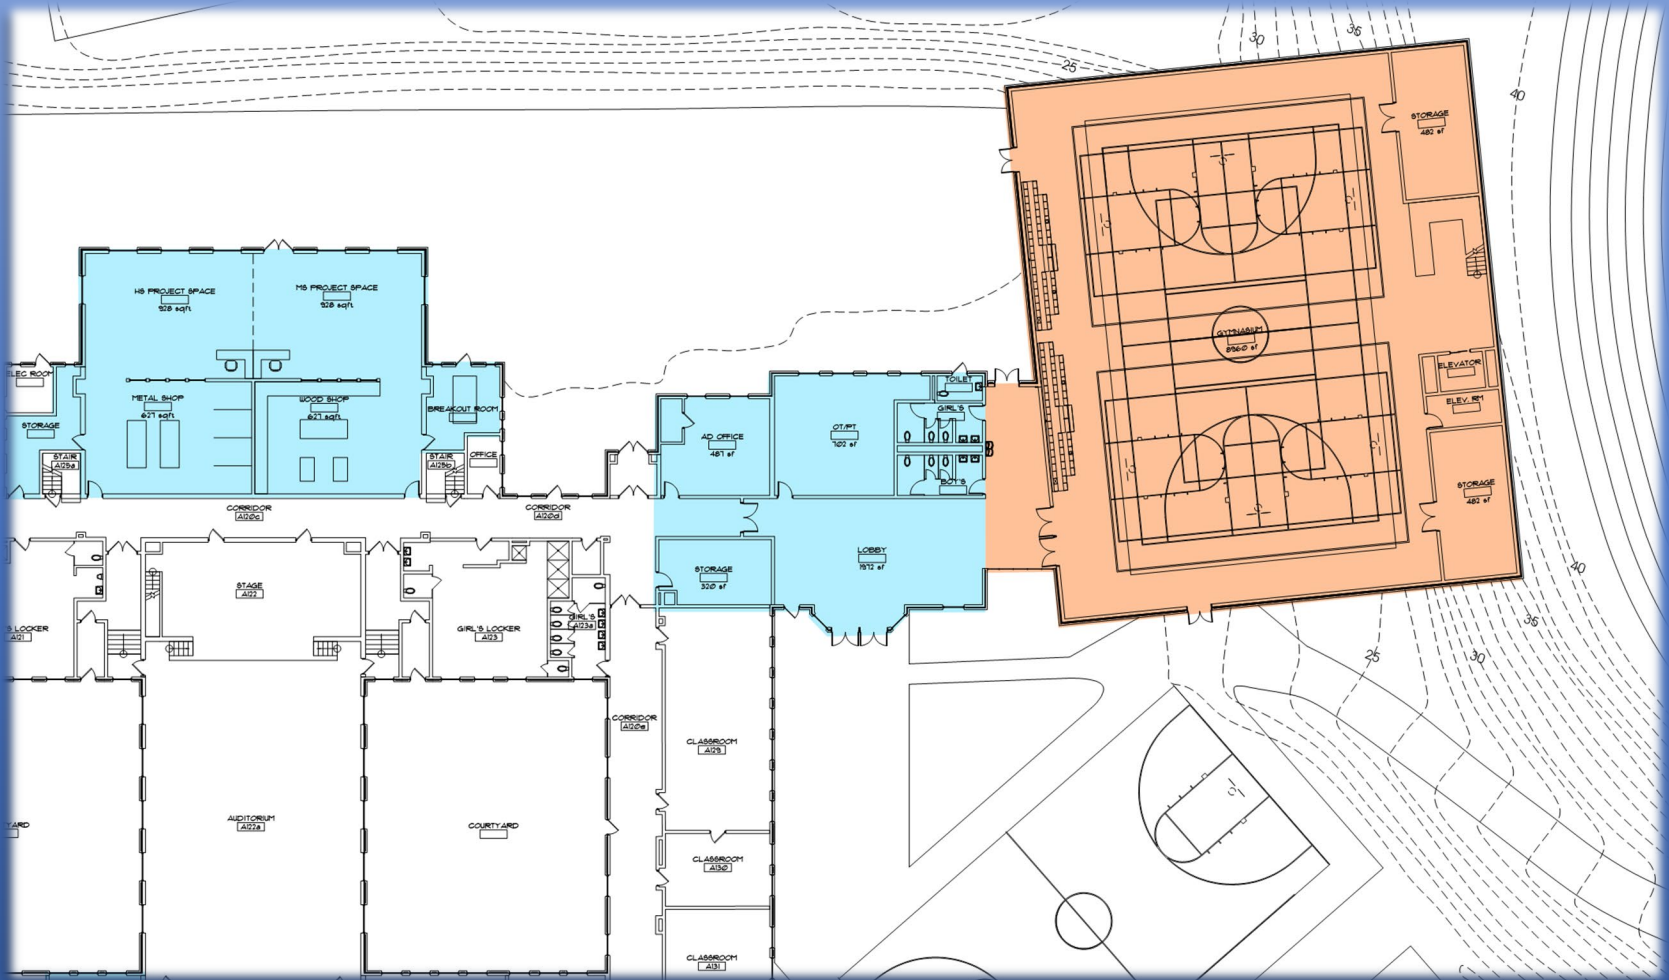 30
35
25
40
STORAGE
482 sf
HS PROJECT SPACE
928 sqft
MS PROJECT SPACE
928 sqft
GYMNASIUM
8960 sf
ELEC ROOM
METAL SHOP
627 sqft
WOOD SHOP
627 sqft
BREAKOUT ROOM
TOILET
GIRL'S
ELEVATOR
ELEV. RM
STORAGE
AD OFFICE
487 sf
OT/PT
702 sf
STAIR
A125a
STAIR
A125b
OFFICE
BOY'S
STORAGE
482 sf
CORRIDOR
A120c
CORRIDOR
A120d
LOBBY
1972 sf
STORAGE
320 sf
STAGE
A122
40
'S LOCKER
A121
GIRL'S LOCKER
A123
GIRL'S
A123a
35
25
30
CORRIDOR
A120e
CLASSROOM
A129
AUDITORIUM
A122a
COURTYARD
YARD
CLASSROOM
A130
CLASSROOM
A131